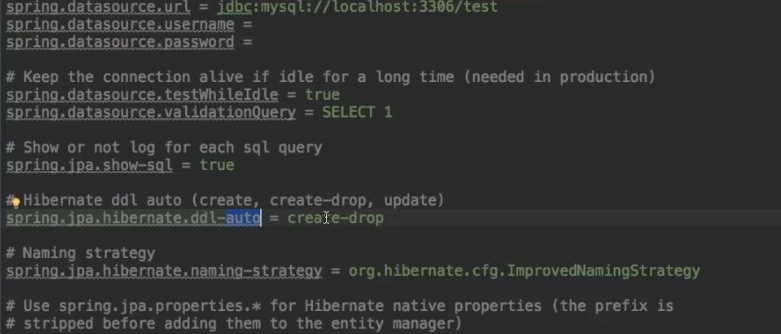 spring.datasource.url = jdbc:mysql://localhost:3306/test
spring.datasource.username =
spring.datasource.password =
# Keep the connection alive if idle for a long time (needed in production)
spring.datasource.testWhileIdle = true
spring.datasource.validationQuery = SELECT 1
# Show or not log for each sql query
spring.jpa.show-sql = true
# Hibernate ddl auto (create, create-drop, update)
spring.jpa.hibernate.ddl-auto = create-drop
# Naming strategy
spring.jpa.hibernate.naming-strategy = org.hibernate.cfg.ImprovedNamingStrategy
# Use spring.jpa.properties.* for Hibernate native properties (the prefix is
# stripped before adding them to the entity manager)